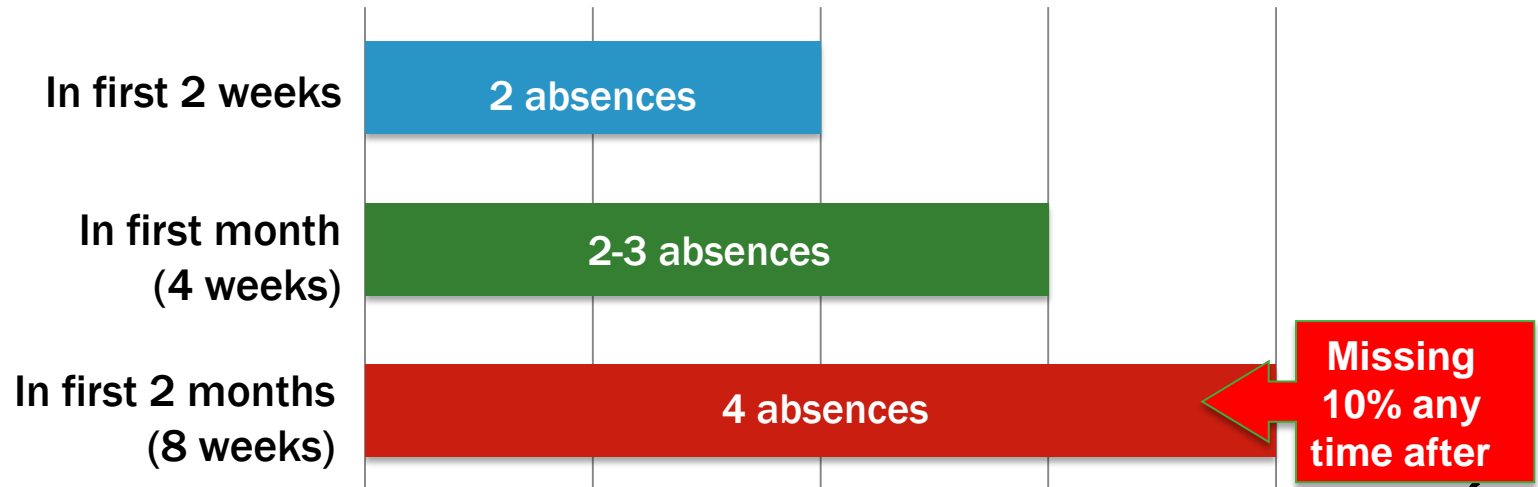 In first 2 weeks
2 absences
In first month
(4 weeks)
2-3 absences
In first 2 months
(8 weeks)
4 absences
Missing
10% any
time after